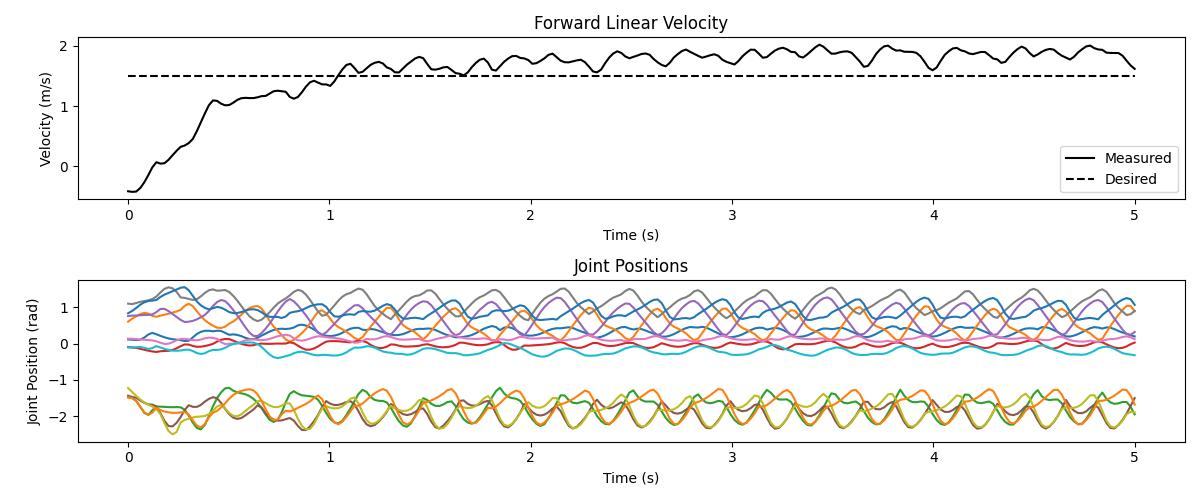 Forward Linear Velocity
Velocity (m/s)
2
1
0
Measured
Desired
0 1 2 3 4 5
Time (s)
Joint Positions
Joint Position (rad)
1
0
−1
−2
0 1 2 3 4 5
Time (s)